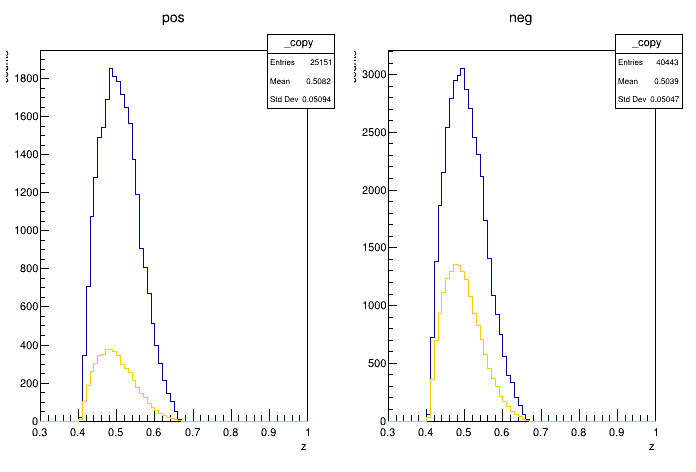 pos
_copy
Entries 25151
Mean 0.5082
Std Dev 0.05094
1800
1600
1400
1200
1000
800
600
400
200
0
0.3 0.4 0.5 0.6 0.7 0.8 0.9 1
z
neg
_copy
Entries 40443
Mean 0.5039
Std Dev 0.05047
3000
2500
2000
1500
1000
500
0
0.3 0.4 0.5 0.6 0.7 0.8 0.9 1
z